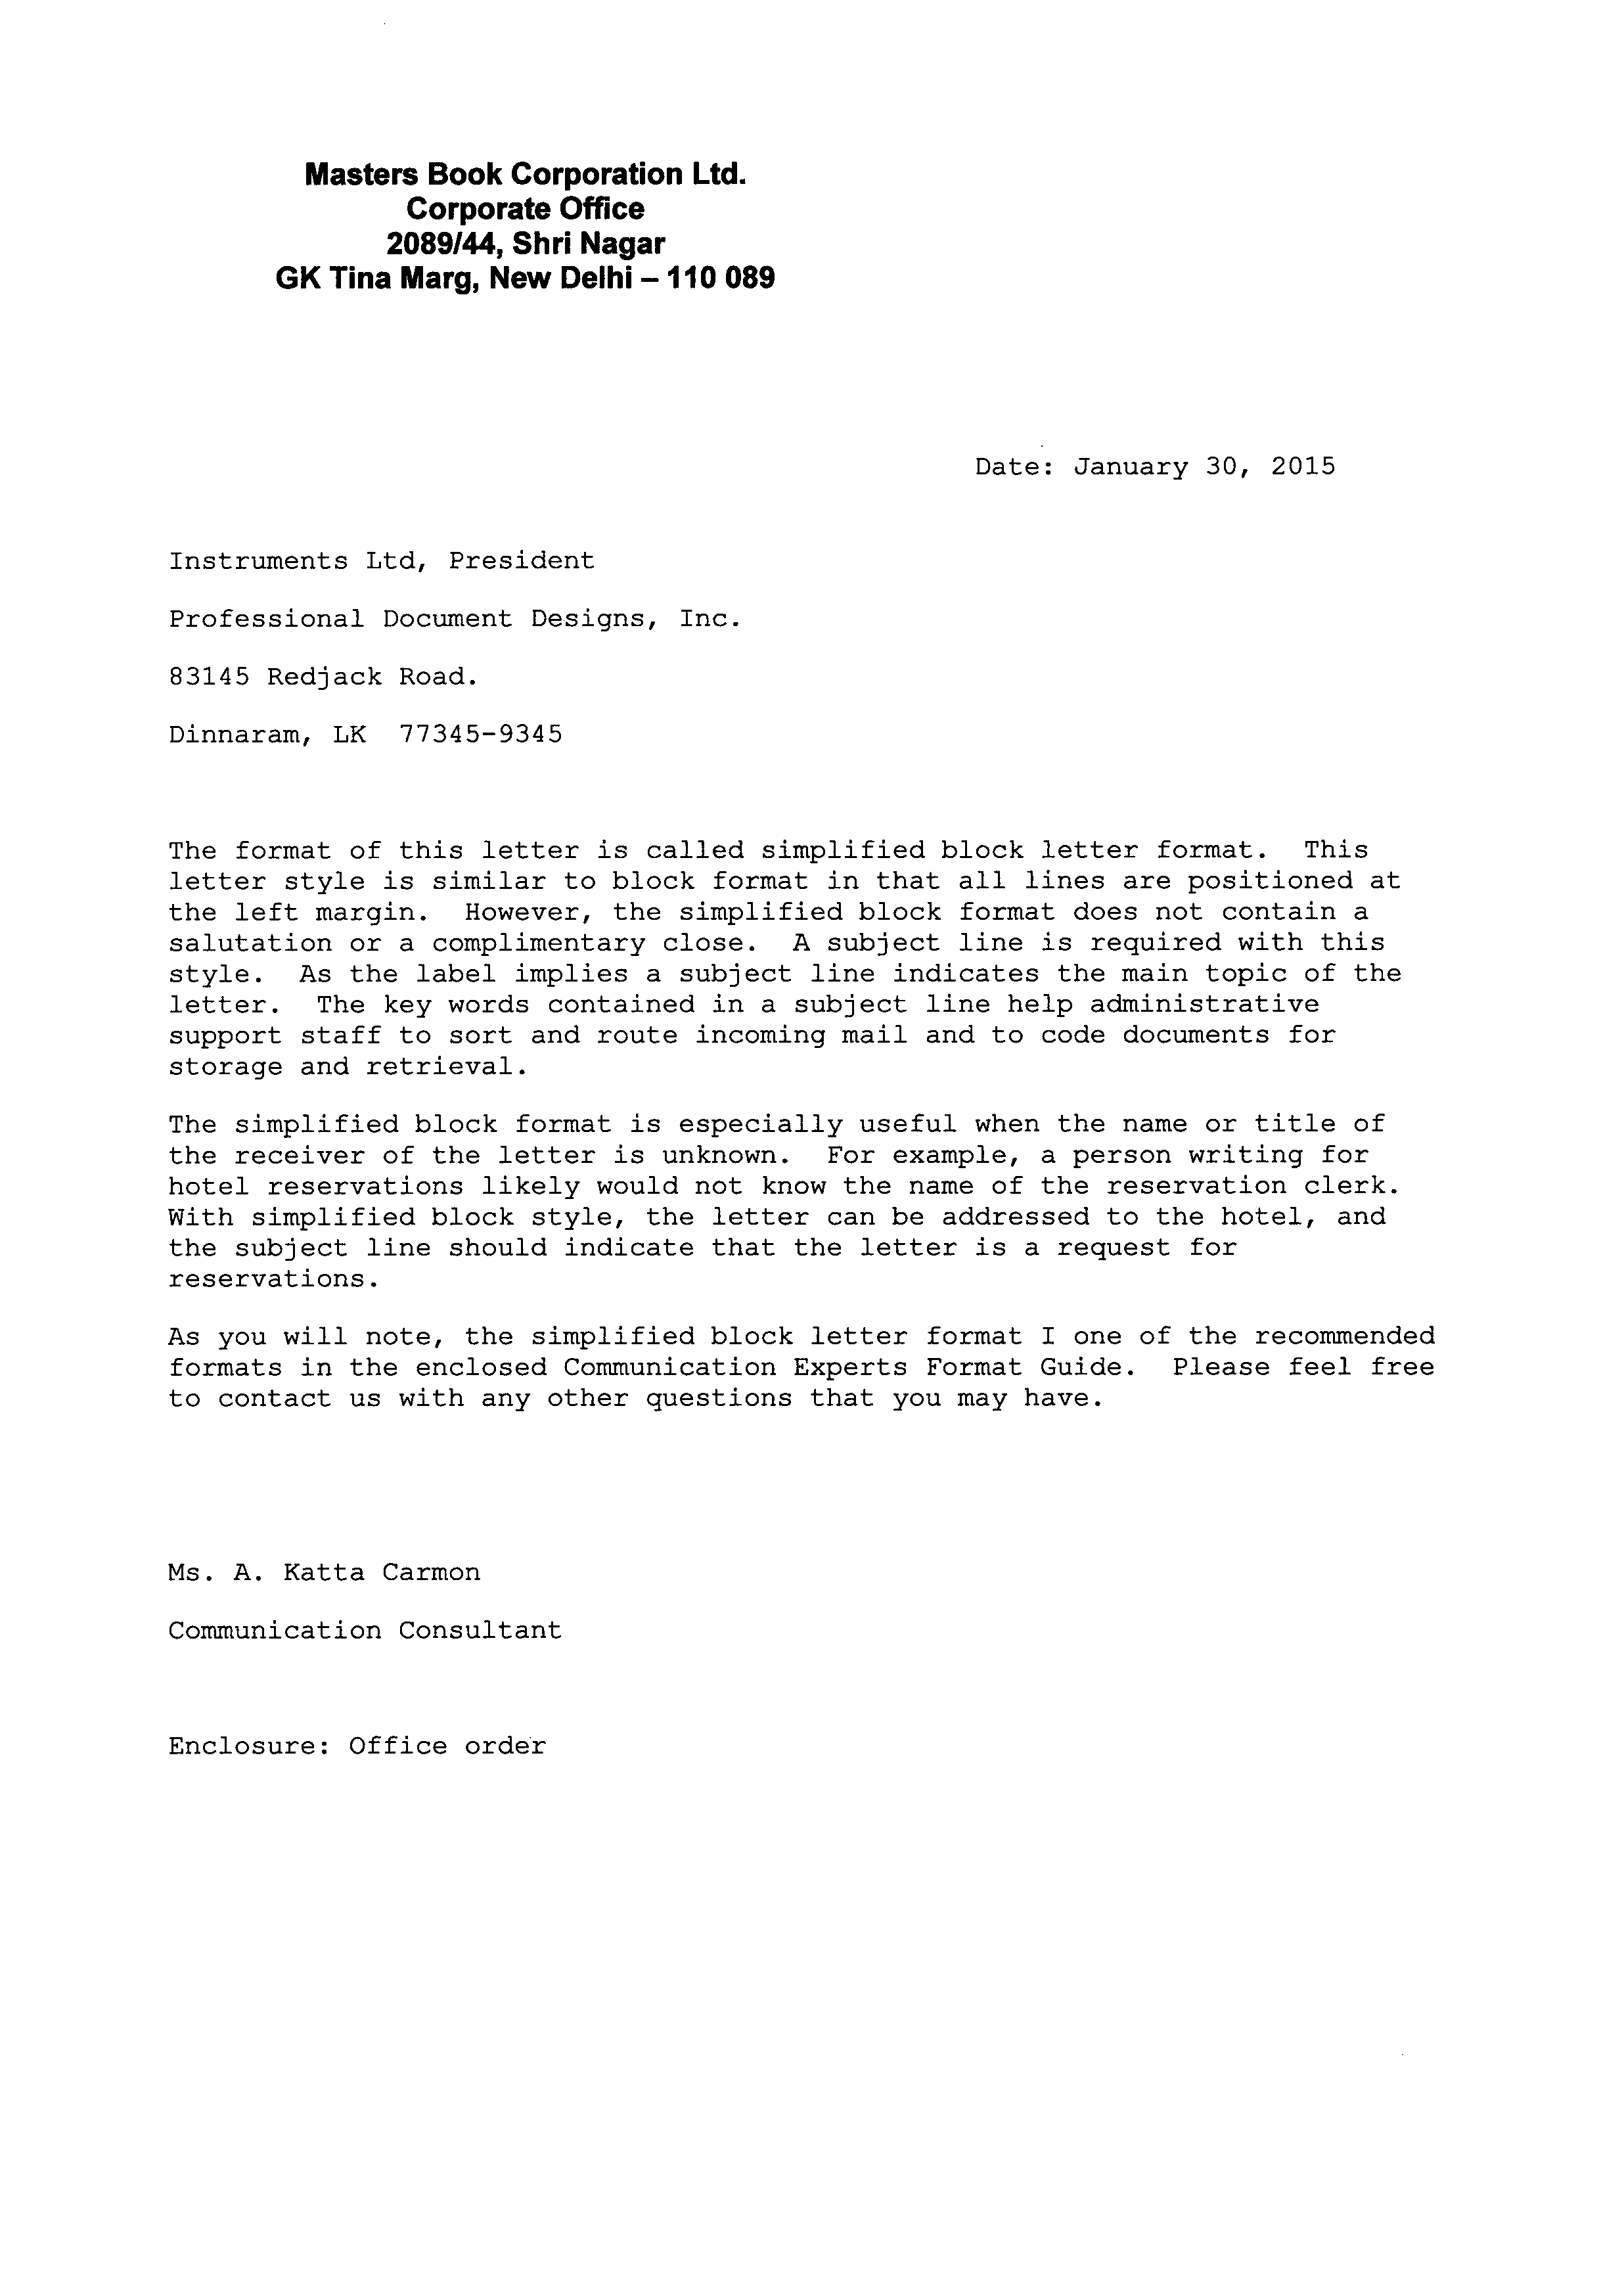 Masters Book Corporation Ltd.
Corporate Office
2089/44, Shri Nagar
GK Tina Marg, New Delhi – 110 089
Date: January 30, 2015
Instruments Ltd, President
Professional Document Designs, Inc.
83145 Redjack Road.
Dinnaram, LK  77345-9345
The format of this letter is called simplified block letter format.  This
letter style is similar to block format in that all lines are positioned at
the left margin.  However, the simplified block format does not contain a
salutation or a complimentary close.  A subject line is required with this
style.  As the label implies a subject line indicates the main topic of the
letter.  The key words contained in a subject line help administrative
support staff to sort and route incoming mail and to code documents for
storage and retrieval.
The simplified block format is especially useful when the name or title of
the receiver of the letter is unknown.  For example, a person writing for
hotel reservations likely would not know the name of the reservation clerk.
With simplified block style, the letter can be addressed to the hotel, and
the subject line should indicate that the letter is a request for
reservations.
As you will note, the simplified block letter format I one of the recommended
formats in the enclosed Communication Experts Format Guide.  Please feel free
to contact us with any other questions that you may have.
Ms. A. Katta Carmon
Communication Consultant
Enclosure: Office order